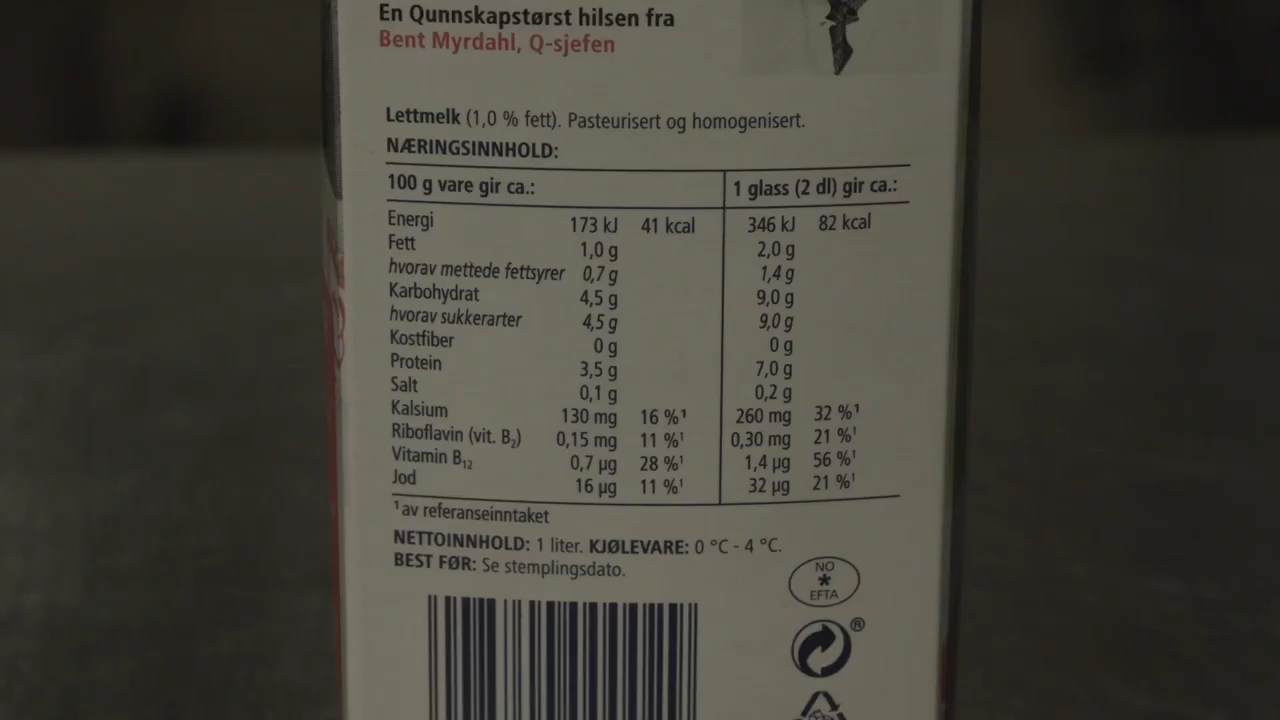 En Qunnskapstørst hilsen fra
Bent Myrdahl, Q-sjefen
Lettmelk (1,0 % fett). Pasteurisert og homogenisert.
NÆRINGSINNHOLD:
100 g vare gir ca.: 1 glass (2 dl) gir ca.:
Energi 173 kJ 41 kcal 346 kJ 82 kcal
Fett 1,0 g 2,0 g
hvorav mettede fettsyrer 0,7 g 1,4 g
Karbohydrat 4,5 g 9,0 g
hvorav sukkerarter 4,5 g 9,0 g
Kostfiber 0 g 0 g
Protein 3,5 g 7,0 g
Salt 0,1 g 0,2 g
Kalsium 130 mg 16 %¹ 260 mg 32 %¹
Riboflavin (vit. B₂) 0,15 mg 11 %¹ 0,30 mg 21 %¹
Vitamin B₁₂ 0,7 µg 28 %¹ 1,4 µg 56 %¹
Jod 16 µg 11 %¹ 32 µg 21 %¹
¹ av referanseinntaket
NETTOINNHOLD: 1 liter. KJØLEVARE: 0 °C - 4 °C.
BEST FØR: Se stemplingsdato.
NO
*
EFTA
®